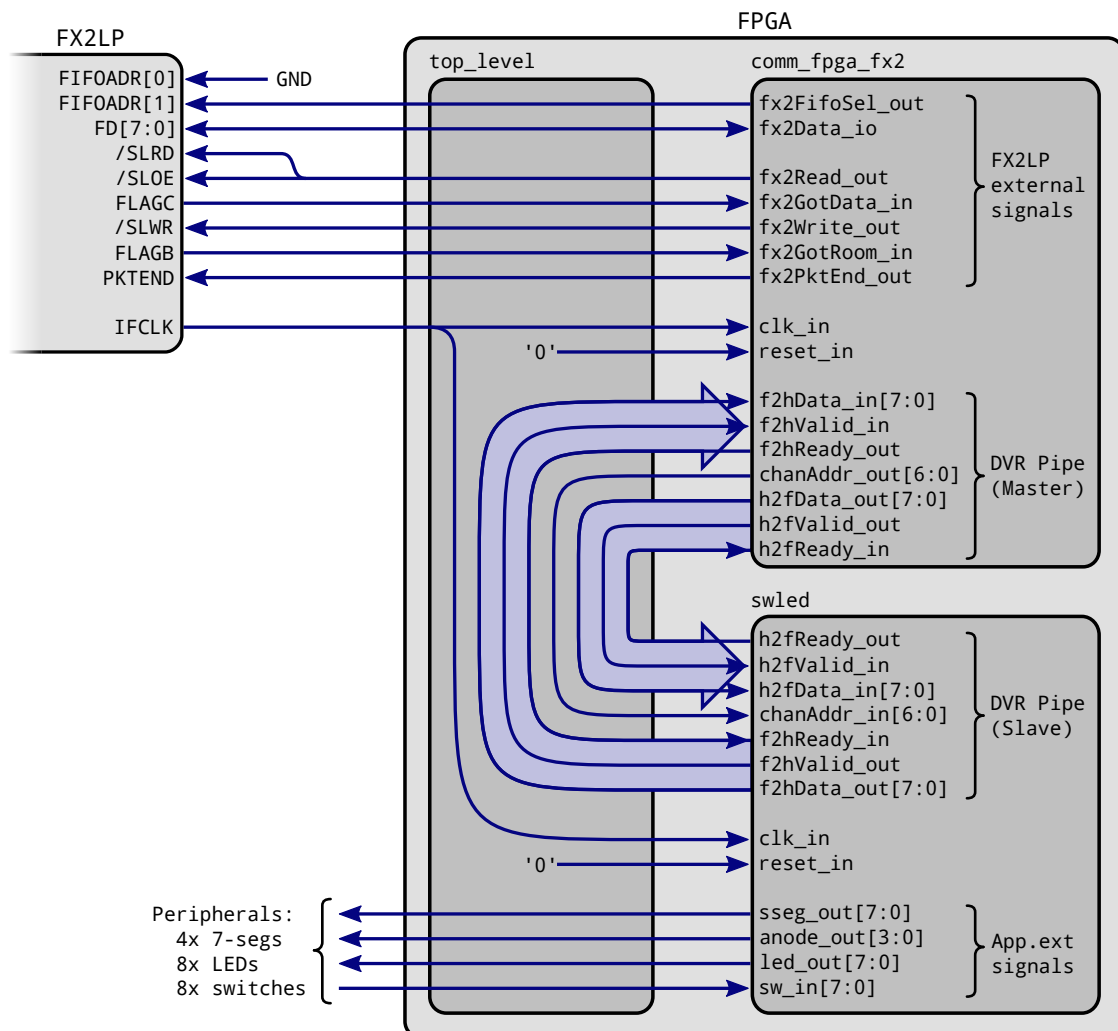 FPGA
FX2LP
top_level
comm_fpga_fx2
FIFOADR[0]
GND
FIFOADR[1]
fx2FifoSel_out
FD[7:0]
fx2Data_io
/SLRD
/SLOE
fx2Read_out
FLAGC
fx2GotData_in
/SLWR
fx2Write_out
FLAGB
fx2GotRoom_in
PKTEND
fx2PktEnd_out
FX2LP
external
signals
IFCLK
clk_in
'0'
reset_in
f2hData_in[7:0]
f2hValid_in
f2hReady_out
chanAddr_out[6:0]
h2fData_out[7:0]
h2fValid_out
h2fReady_in
DVR Pipe
(Master)
swled
h2fReady_out
h2fValid_in
h2fData_in[7:0]
chanAddr_in[6:0]
f2hReady_in
f2hValid_out
f2hData_out[7:0]
DVR Pipe
(Slave)
clk_in
'0'
reset_in
Peripherals:
4x 7-segs
8x LEDs
8x switches
sseg_out[7:0]
anode_out[3:0]
led_out[7:0]
sw_in[7:0]
App.ext
signals